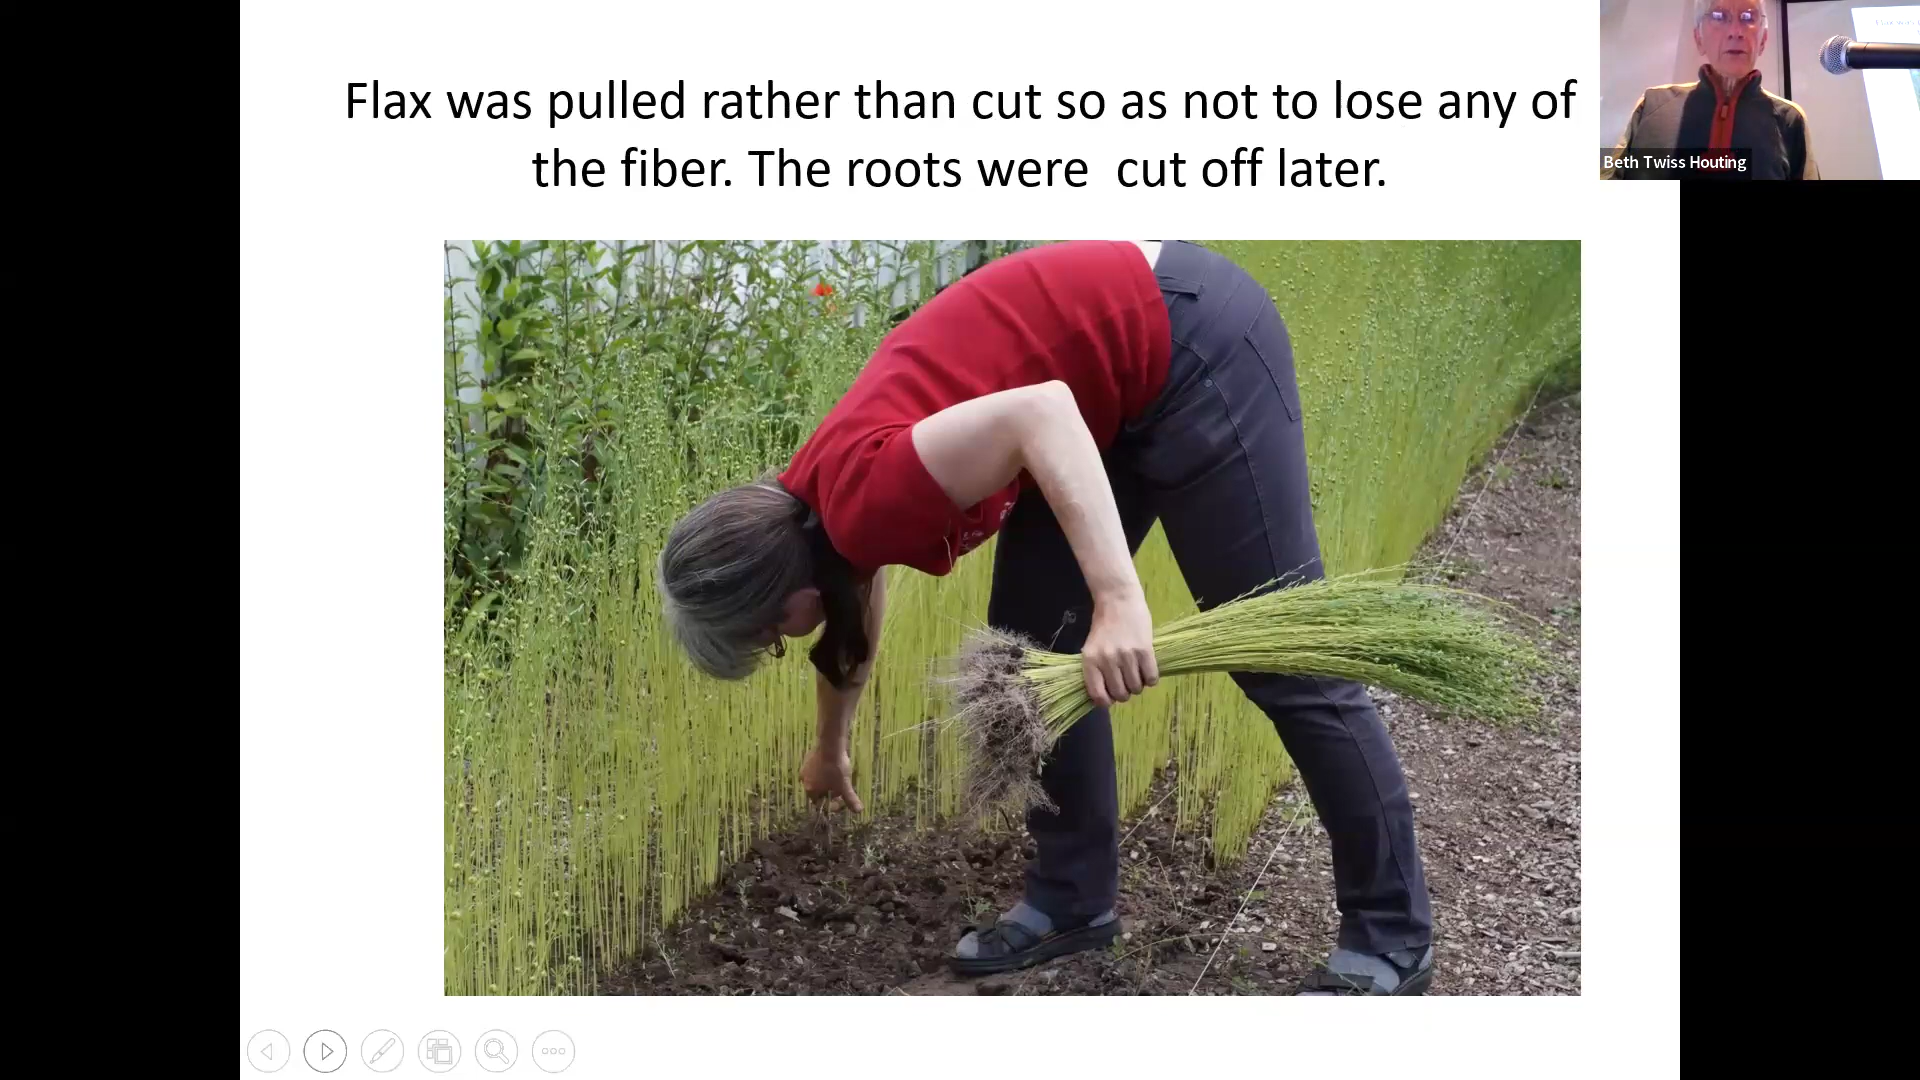 Flax was pulled rather than cut so as not to lose any of
the fiber. The roots were  cut off later.
Beth Twiss Houting